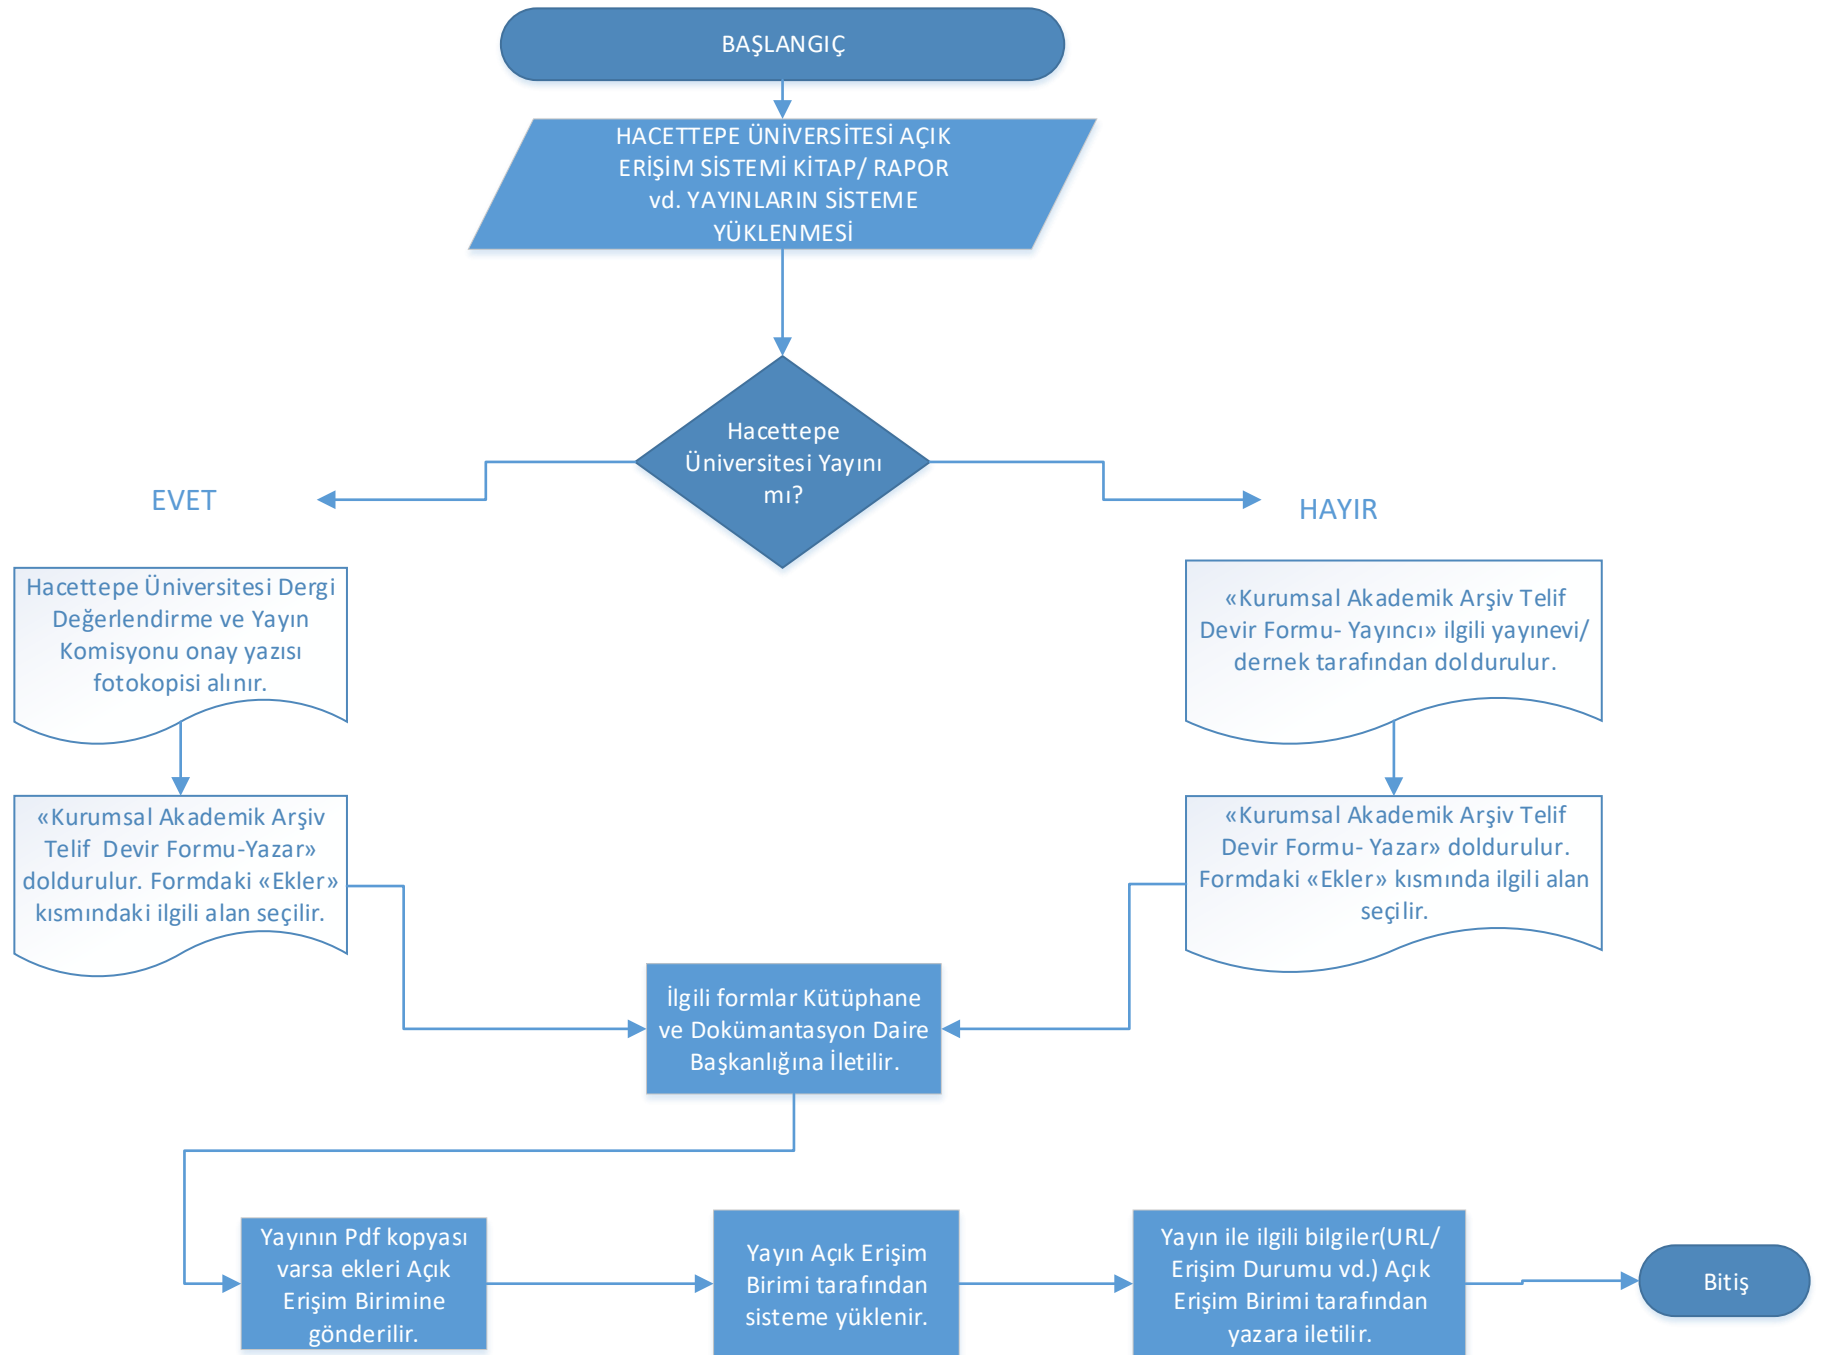 BAŞLANGIÇ
HACETTEPE ÜNİVERSİTESİ AÇIK
ERİŞİM SİSTEMİ KİTAP/ RAPOR
vd. YAYINLARIN SİSTEME
YÜKLENMESİ
Hacettepe
Üniversitesi Yayını
mı?
EVET
HAYIR
Hacettepe Üniversitesi Dergi
Değerlendirme ve Yayın
Komisyonu onay yazısı
fotokopisi alınır.
«Kurumsal Akademik Arşiv Telif
Devir Formu- Yayıncı» ilgili yayınevi/
dernek tarafından doldurulur.
«Kurumsal Akademik Arşiv
Telif  Devir Formu-Yazar»
doldurulur. Formdaki «Ekler»
kısmındaki ilgili alan seçilir.
«Kurumsal Akademik Arşiv Telif
Devir Formu- Yazar» doldurulur.
Formdaki «Ekler» kısmında ilgili alan
seçilir.
İlgili formlar Kütüphane
ve Dokümantasyon Daire
Başkanlığına İletilir.
Yayının Pdf kopyası
varsa ekleri Açık
Erişim Birimine
gönderilir.
Yayın Açık Erişim
Birimi tarafından
sisteme yüklenir.
Yayın ile ilgili bilgiler(URL/
Erişim Durumu vd.) Açık
Erişim Birimi tarafından
yazara iletilir.
Bitiş